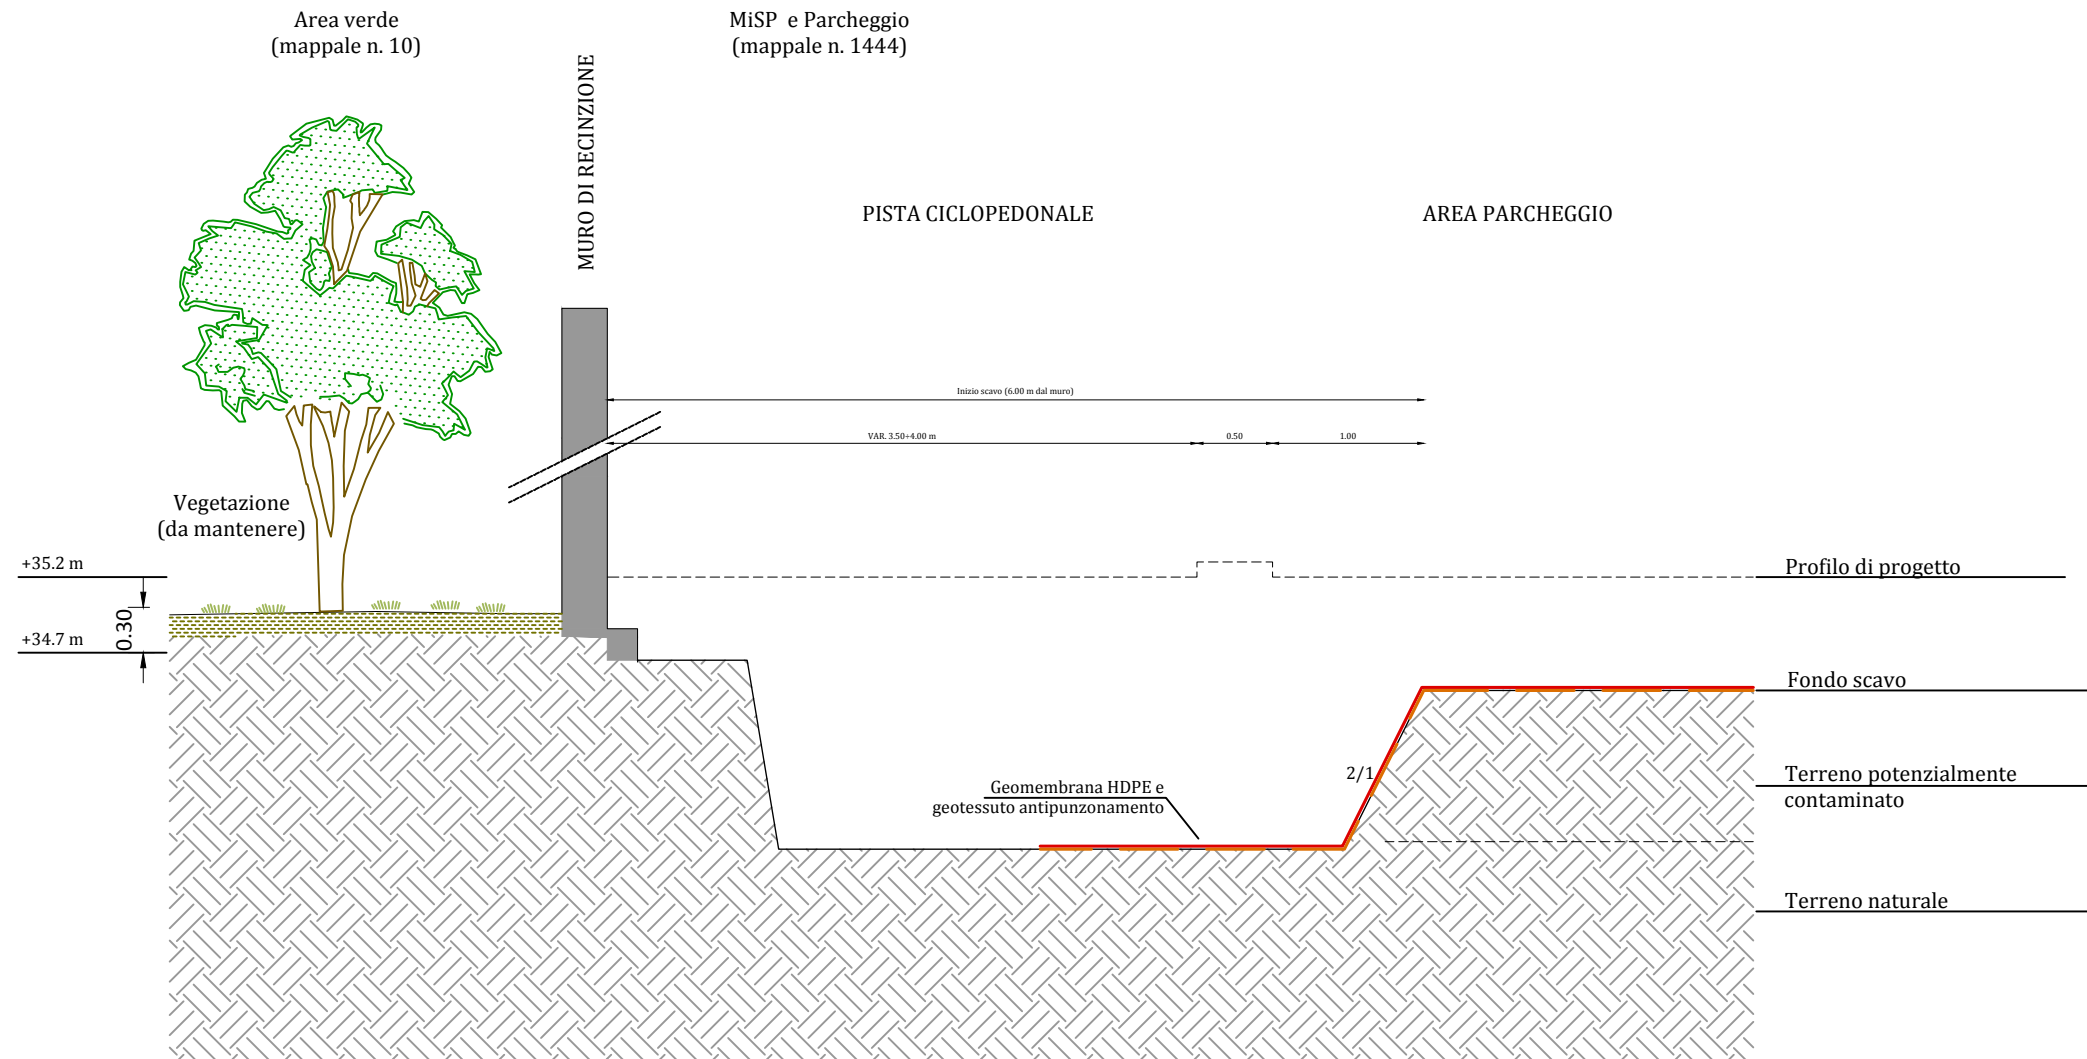 Area verde
(mappale n. 10)
MiSP e Parcheggio
(mappale n. 1444)
MURO DI RECINZIONE
PISTA CICLOPEDONALE
AREA PARCHEGGIO
Inizio scavo (6.00 m dal muro)
VAR. 3.50÷4.00 m
0.50
1.00
Vegetazione
(da mantenere)
+35.2 m
0.30
+34.7 m
Profilo di progetto
Fondo scavo
2/1
Terreno potenzialmente
contaminato
Geomembrana HDPE e
geotessuto antipunzonamento
Terreno naturale